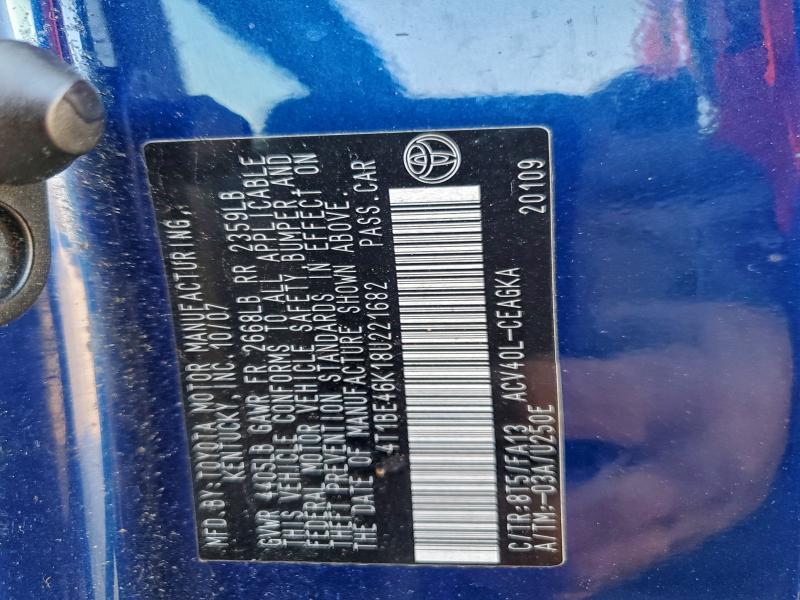 MFD.BY:TOYOTA MOTOR MANUFACTURING,
KENTUCKY, INC. 10/07
GVWR 4405LB GAWR FR 2668LB RR 2359LB
THIS VEHICLE CONFORMS TO ALL APPLICABLE
FEDERAL MOTOR VEHICLE SAFETY BUMPER, AND
THEFT PREVENTION STANDARDS IN EFFECT ON
THE DATE OF MANUFACTURE SHOWN ABOVE.
4T1BE46K18U221682 PASS.CAR
C/TR:8T5/FA13 ACV40L-CEAGKA
A/TM:-03A/U250E 20109